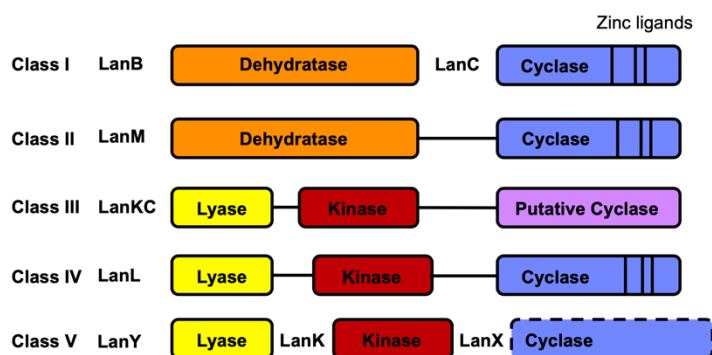 Zinc ligands
Class I LanB Dehydratase LanC Cyclase
Class II LanM Dehydratase Cyclase
Class III LanKC Lyase Kinase Putative Cyclase
Class IV LanL Lyase Kinase Cyclase
Class V LanY Lyase LanK Kinase LanX Cyclase